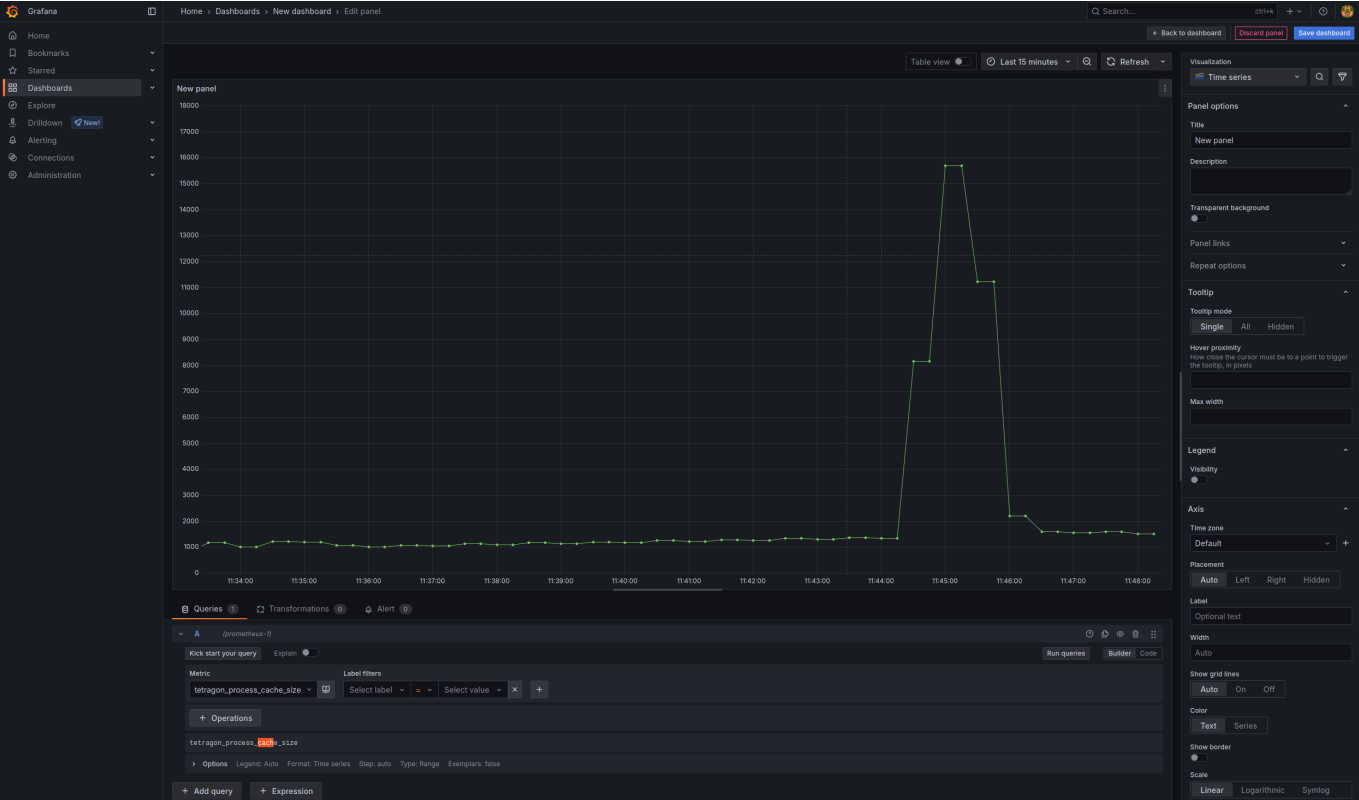 Grafana
Home › Dashboards › New dashboard › Edit panel
Search... ctrl+k
Back to dashboard
Discard panel
Save dashboard
Home
Bookmarks
Starred
Dashboards
Explore
Drilldown New!
Alerting
Connections
Administration
Table view
Last 15 minutes
Refresh
New panel
18000
17000
16000
15000
14000
13000
12000
11000
10000
9000
8000
7000
6000
5000
4000
3000
2000
1000
0
11:34:00 11:35:00 11:36:00 11:37:00 11:38:00 11:39:00 11:40:00 11:41:00 11:42:00 11:43:00 11:44:00 11:45:00 11:46:00 11:47:00 11:48:00
Queries 1 Transformations 0 Alert 0
A (prometheus-1)
Kick start your query Explain Run queries Builder Code
Metric Label filters
tetragon_process_cache_size Select label = Select value × +
+ Operations
tetragon_process_cache_size
› Options Legend: Auto Format: Time series Step: auto Type: Range Exemplars: false
+ Add query + Expression
Visualization
Time series
Panel options
Title
New panel
Description
Transparent background
Panel links
Repeat options
Tooltip
Tooltip mode
Single All Hidden
Hover proximity
How close the cursor must be to a point to trigger
the tooltip, in pixels
Max width
Legend
Visibility
Axis
Time zone
Default +
Placement
Auto Left Right Hidden
Label
Optional text
Width
Auto
Show grid lines
Auto On Off
Color
Text Series
Show border
Scale
Linear Logarithmic Symlog